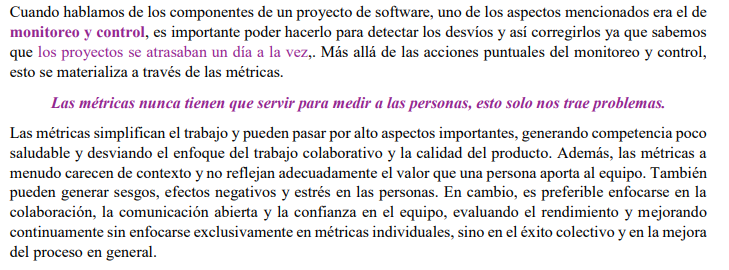 Cuando hablamos de los componentes de un proyecto de software, uno de los aspectos mencionados era el de
monitoreo y control, es importante poder hacerlo para detectar los desvíos y así corregirlos ya que sabemos
que los proyectos se atrasaban un día a la vez,. Más allá de las acciones puntuales del monitoreo y control,
esto se materializa a través de las métricas.
Las métricas nunca tienen que servir para medir a las personas, esto solo nos trae problemas.
Las métricas simplifican el trabajo y pueden pasar por alto aspectos importantes, generando competencia poco
saludable y desviando el enfoque del trabajo colaborativo y la calidad del producto. Además, las métricas a
menudo carecen de contexto y no reflejan adecuadamente el valor que una persona aporta al equipo. También
pueden generar sesgos, efectos negativos y estrés en las personas. En cambio, es preferible enfocarse en la
colaboración, la comunicación abierta y la confianza en el equipo, evaluando el rendimiento y mejorando
continuamente sin enfocarse exclusivamente en métricas individuales, sino en el éxito colectivo y en la mejora
del proceso en general.